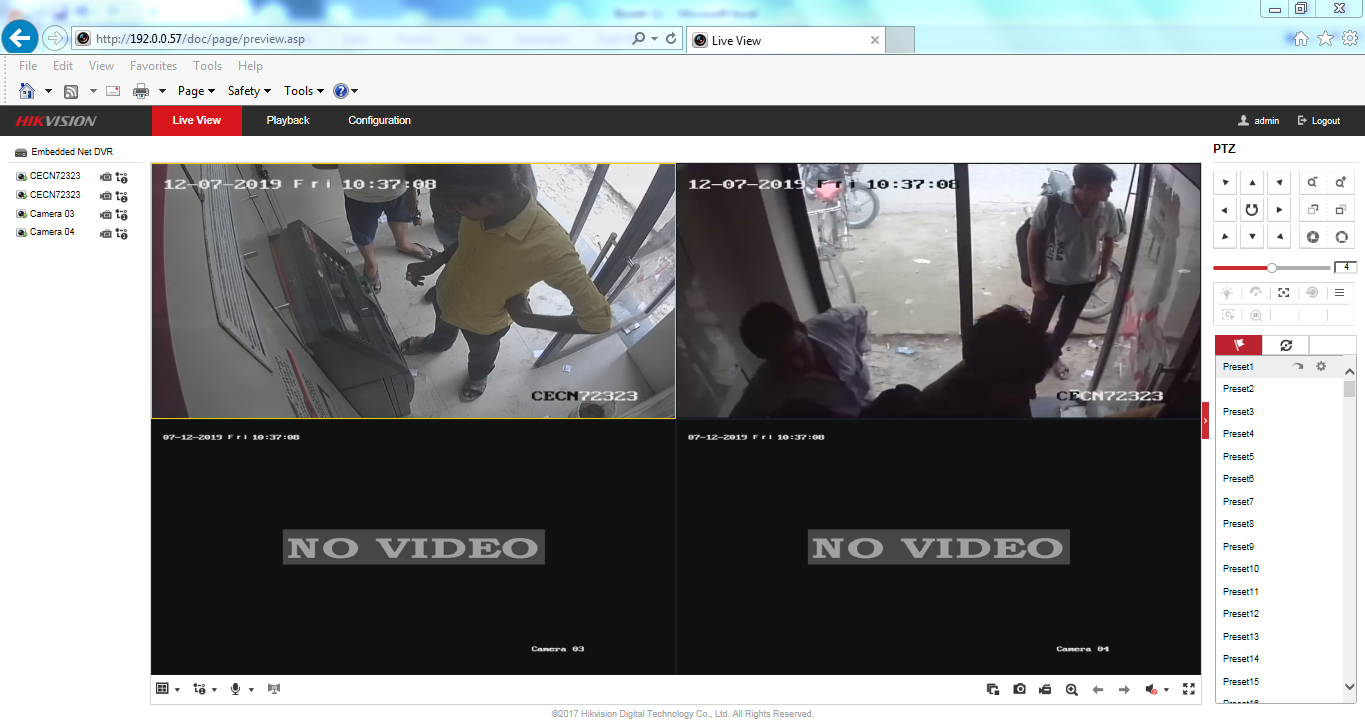 http://192.0.0.57/doc/page/preview.asp
Live View
File Edit View Favorites Tools Help
Page Safety Tools
HIKVISION
Live View Playback Configuration
admin Logout
Embedded Net DVR
CECN72323
CECN72323
Camera 03
Camera 04
12-07-2019 Fri 10:37:08
CECN72323
12-07-2019 Fri 10:37:08
CECN72323
07-12-2019 Fri 10:37:08
NO VIDEO
Camera 03
07-12-2019 Fri 10:37:08
NO VIDEO
Camera 04
PTZ
4
3D
Preset1
Preset2
Preset3
Preset4
Preset5
Preset6
Preset7
Preset8
Preset9
Preset10
Preset11
Preset12
Preset13
Preset14
Preset15
©2017 Hikvision Digital Technology Co., Ltd. All Rights Reserved.